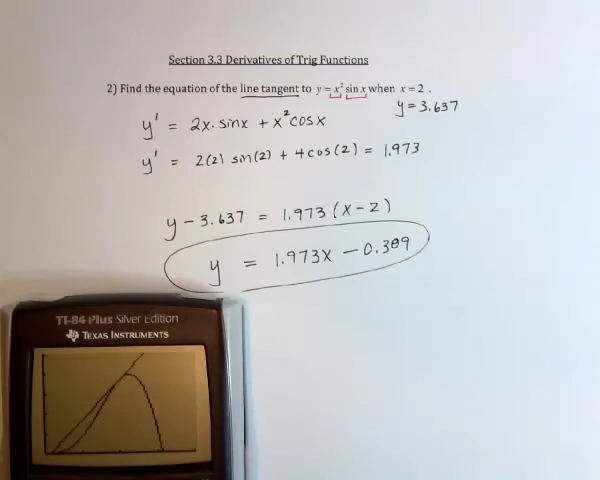 Section 3.3 Derivatives of Trig Functions
2) Find the equation of the line tangent to y = x² sin x when x = 2 .
y = 3.637
y' = 2x · sinx + x² cosx
y' = 2(2) sin(2) + 4cos(2) = 1.973
y - 3.637 = 1.973 (x - 2)
y = 1.973x - 0.309
TI-84 Plus Silver Edition
TEXAS INSTRUMENTS